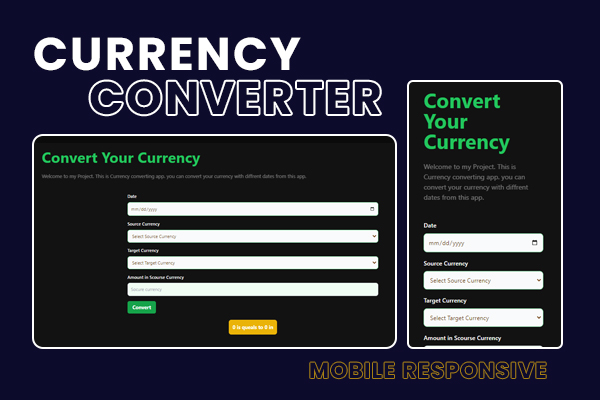 CURRENCY
CONVERTER
Convert Your Currency
Welcome to my Project. This is Currency converting app. you can convert your currency with diffrent dates from this app.
Date
mm/dd/yyyy
Source Currency
Select Source Currency
Target Currency
Select Target Currency
Amount in Scourse Currency
Secure currency
Convert
0 is quesls to 0 in
Convert
Your
Currency
Welcome to my Project. This is
Currency converting app. you can
convert your currency with diffrent
dates from this app.
Date
mm/dd/yyyy
Source Currency
Select Source Currency
Target Currency
Select Target Currency
Amount in Scourse Currency
MOBILE RESPONSIVE